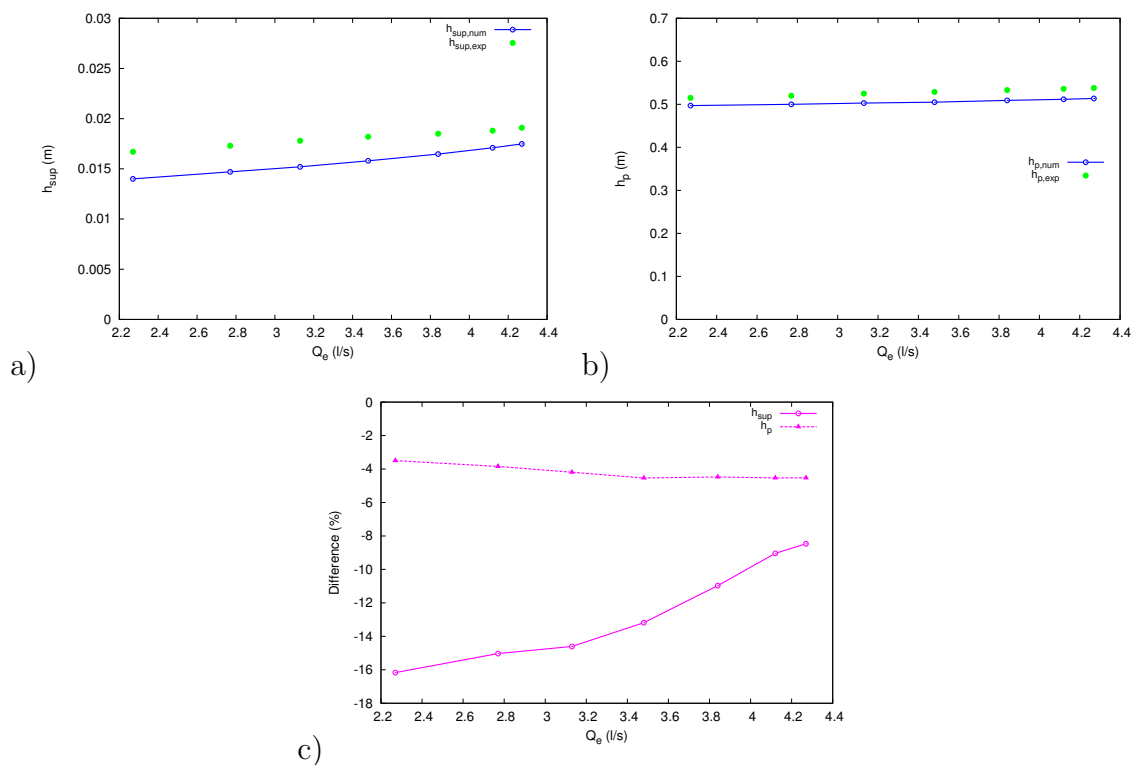 0.03
0.025
0.02
0.015
0.01
0.005
0
h_sup (m)
h_sup,num
h_sup,exp
2.2 2.4 2.6 2.8 3 3.2 3.4 3.6 3.8 4 4.2 4.4
Q_e (l/s)
a)
0.7
0.6
0.5
0.4
0.3
0.2
0.1
0
h_p (m)
h_p,num
h_p,exp
2.2 2.4 2.6 2.8 3 3.2 3.4 3.6 3.8 4 4.2 4.4
Q_e (l/s)
b)
0
-2
-4
-6
-8
-10
-12
-14
-16
-18
Difference (%)
h_sup
h_p
2.2 2.4 2.6 2.8 3 3.2 3.4 3.6 3.8 4 4.2 4.4
Q_e (l/s)
c)